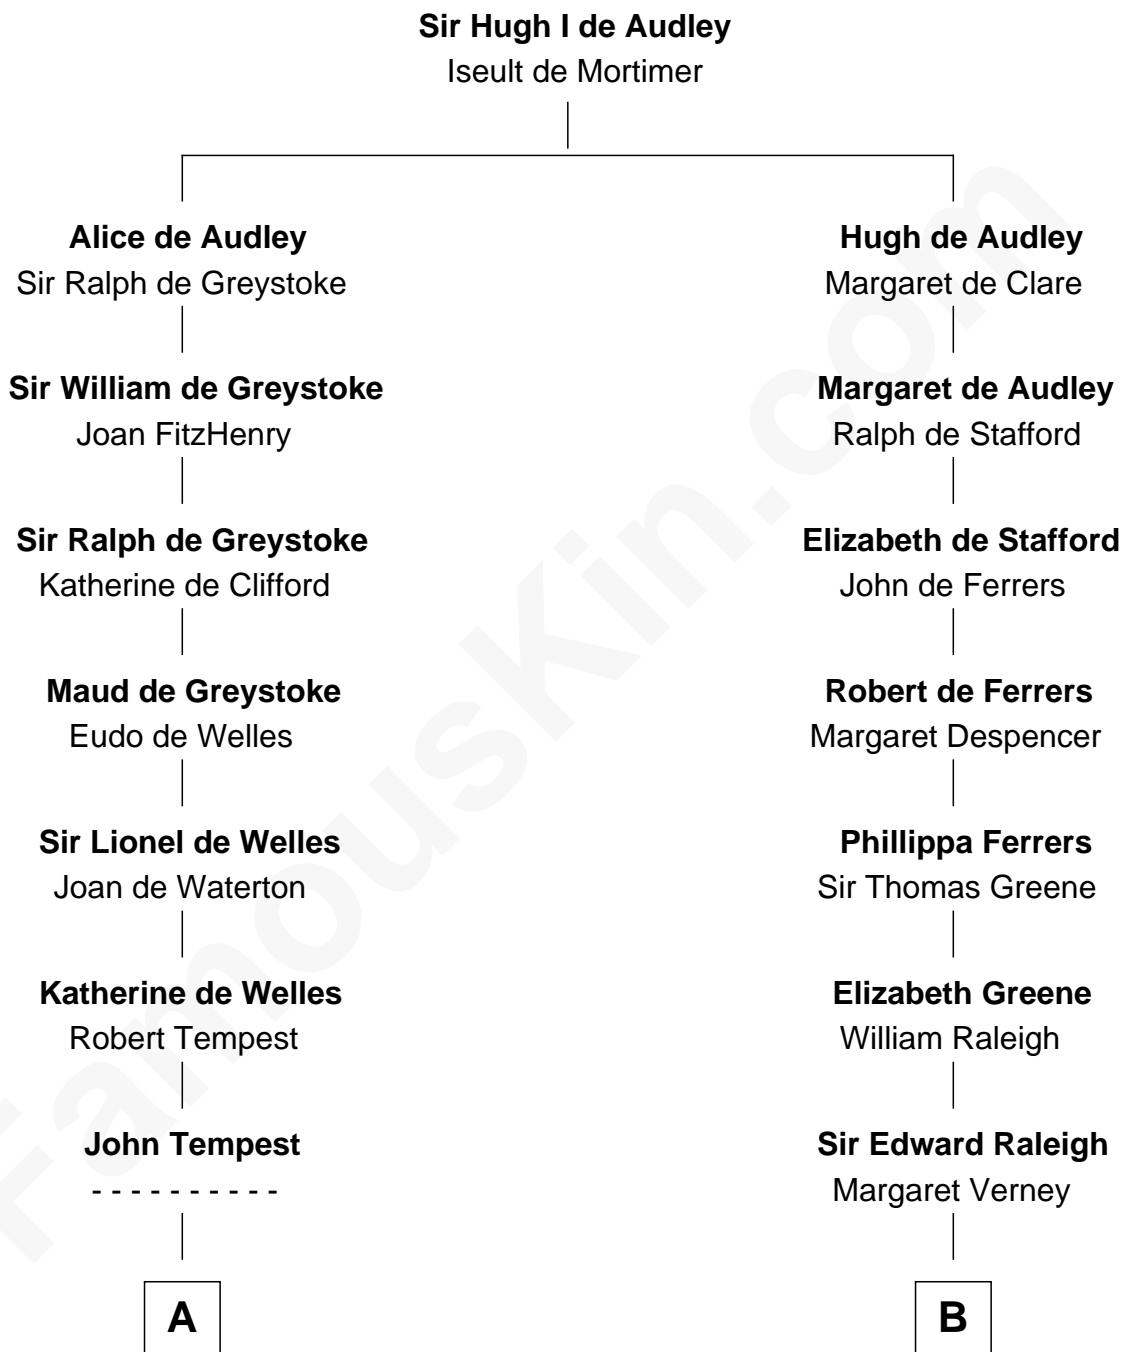 Sir Hugh I de Audley
Iseult de Mortimer
Alice de Audley
Sir Ralph de Greystoke
Hugh de Audley
Margaret de Clare
Sir William de Greystoke
Joan FitzHenry
Margaret de Audley
Ralph de Stafford
Sir Ralph de Greystoke
Katherine de Clifford
Elizabeth de Stafford
John de Ferrers
Maud de Greystoke
Eudo de Welles
Robert de Ferrers
Margaret Despencer
Sir Lionel de Welles
Joan de Waterton
Phillippa Ferrers
Sir Thomas Greene
Katherine de Welles
Robert Tempest
Elizabeth Greene
William Raleigh
John Tempest
- - - - - - - - - -
Sir Edward Raleigh
Margaret Verney
A
B
FamousKin.com